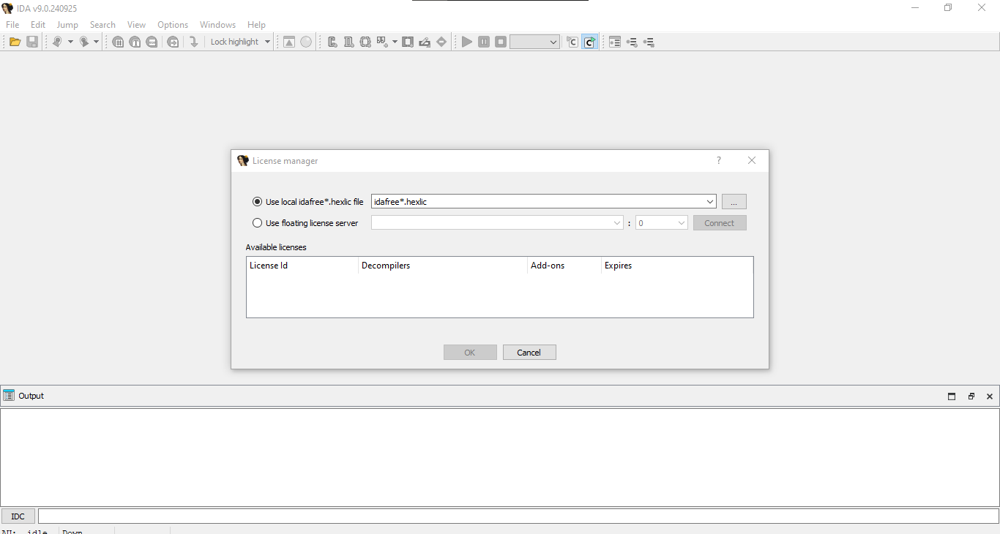 IDA v9.0.240925
File Edit Jump Search View Options Windows Help
Lock highlight
License manager
?
Use local idafree*.hexlic file idafree*.hexlic ...
Use floating license server : 0 Connect
Available licenses
License Id Decompilers Add-ons Expires
OK Cancel
Output
IDC
AU: idle Down